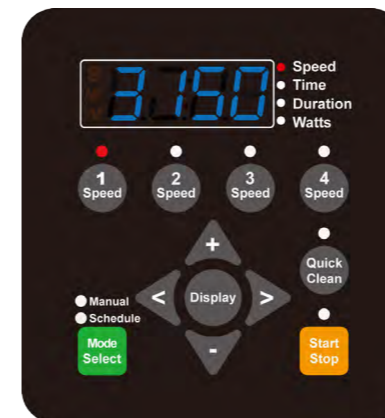 3150
Speed
Time
Duration
Watts
1
Speed
2
Speed
3
Speed
4
Speed
+
Quick
Clean
< Display >
Manual
Schedule
Mode
Select
-
Start
Stop